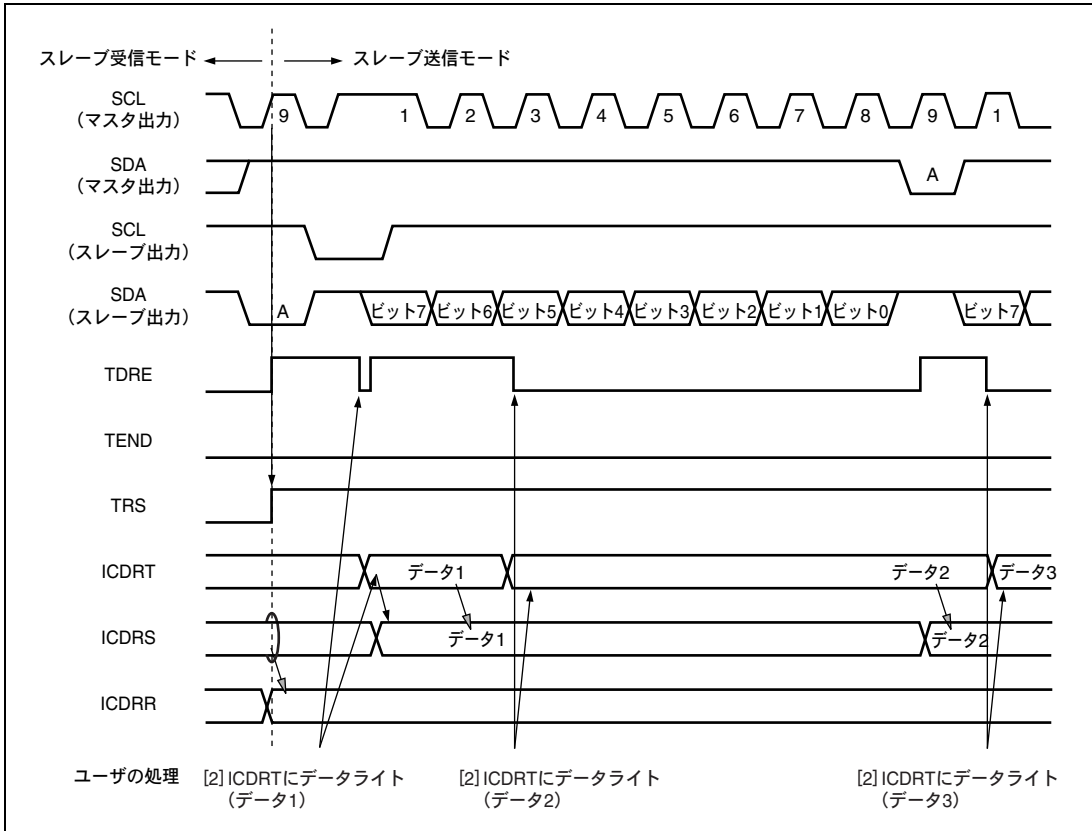 スレーブ受信モード
スレーブ送信モード
SCL
(マスタ出力)
9 1 2 3 4 5 6 7 8 9 1
SDA
(マスタ出力)
A
SCL
(スレーブ出力)
SDA
(スレーブ出力)
A ビット7 ビット6 ビット5 ビット4 ビット3 ビット2 ビット1 ビット0 ビット7
TDRE
TEND
TRS
ICDRT
データ1 データ2 データ3
ICDRS
データ1 データ2
ICDRR
ユーザの処理
[2] ICDRTにデータライト
(データ1)
[2] ICDRTにデータライト
(データ2)
[2] ICDRTにデータライト
(データ3)